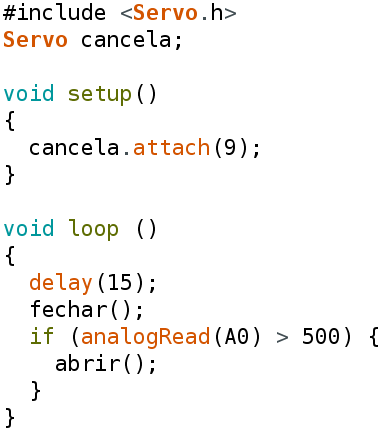 #include <Servo.h>
Servo cancela;

void setup()
{
  cancela.attach(9);
}

void loop ()
{
  delay(15);
  fechar();
  if (analogRead(A0) > 500) {
    abrir();
  }
}